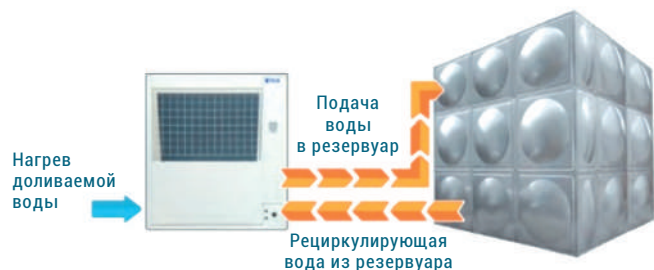 Подача
воды
в резервуар
Нагрев
доливаемой
воды
Рециркулирующая
вода из резервуара